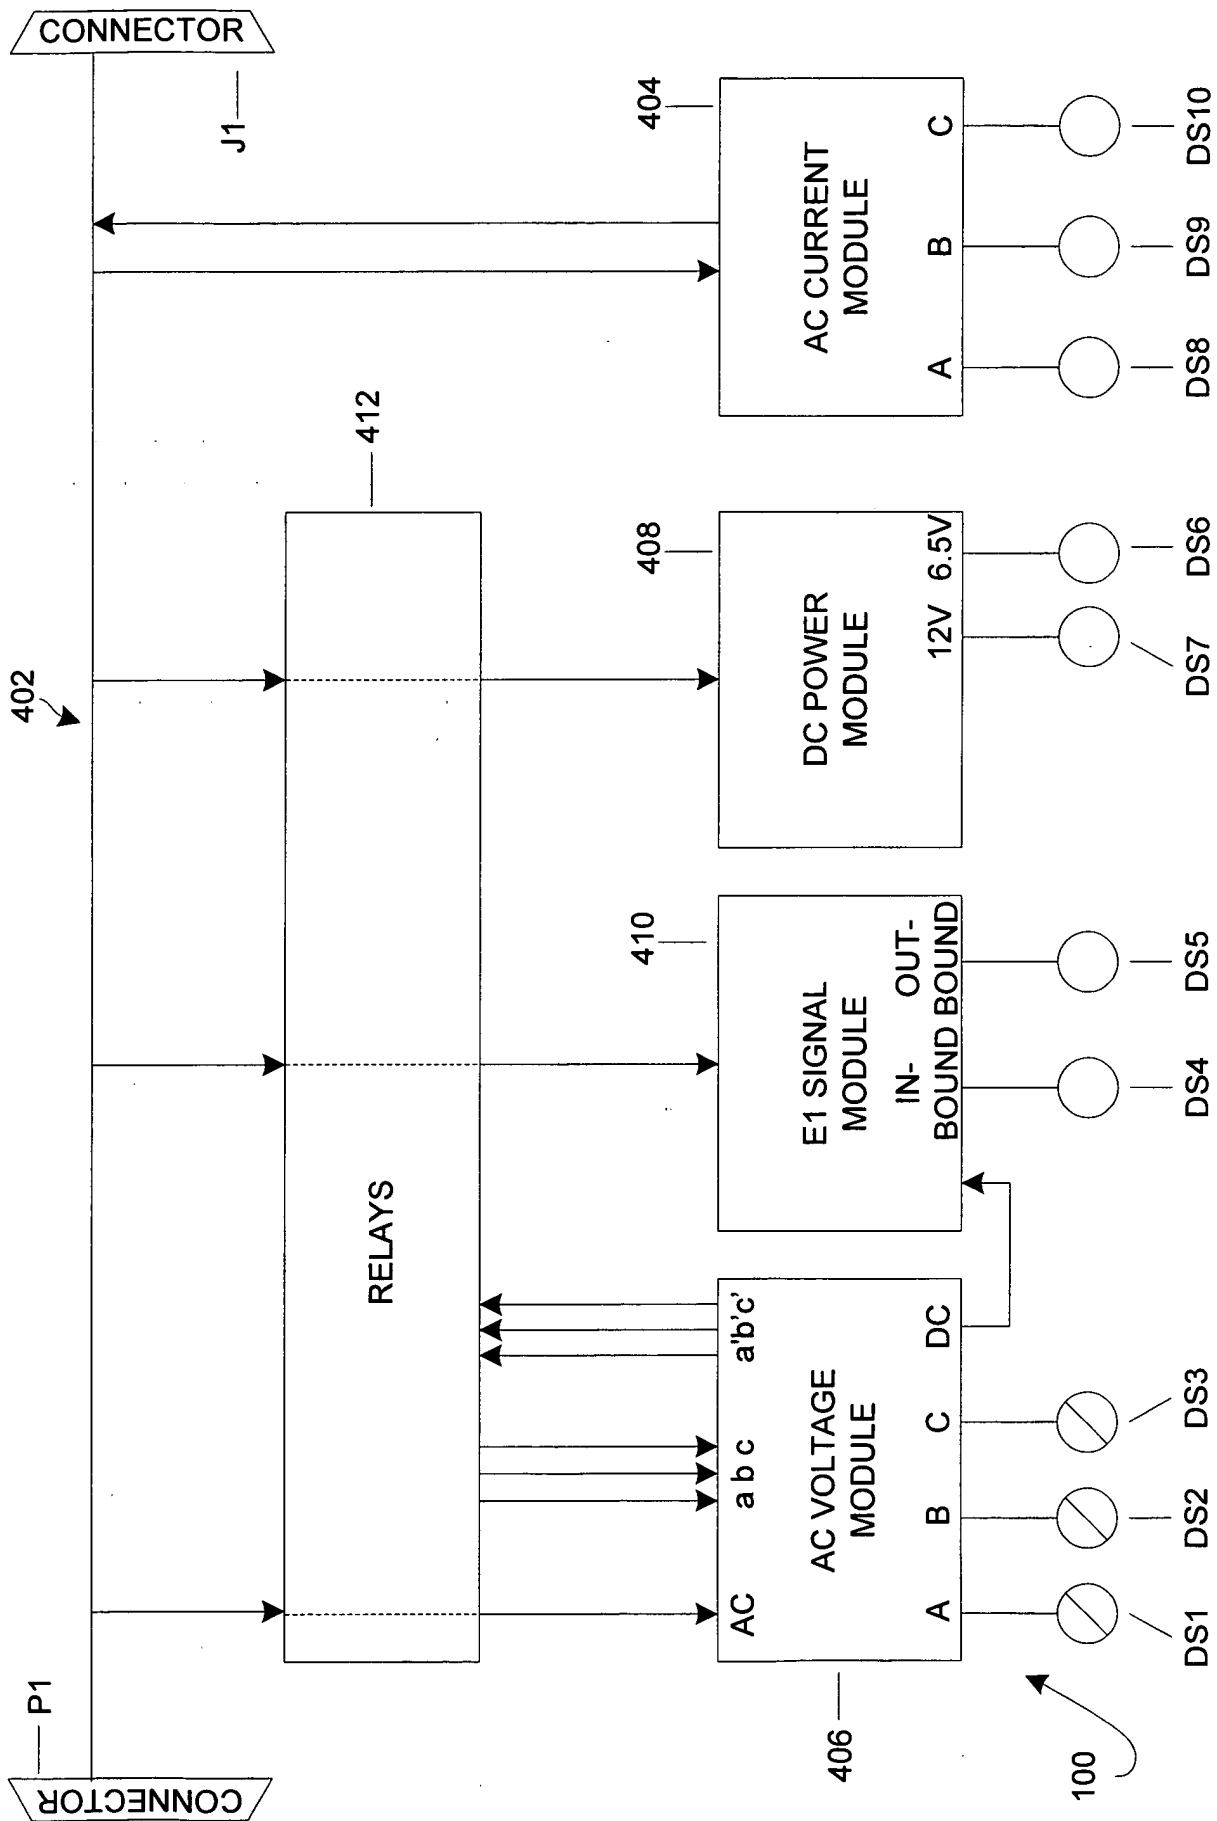 CONNECTOR
P1
402
CONNECTOR
J1
RELAYS
412
406
AC
a b c
a'b'c'
AC VOLTAGE
MODULE
A
B
C
DC
410
E1 SIGNAL
MODULE
IN-
BOUND
OUT-
BOUND
408
DC POWER
MODULE
12V
6.5V
404
AC CURRENT
MODULE
A
B
C
100
DS1
DS2
DS3
DS4
DS5
DS7
DS6
DS8
DS9
DS10